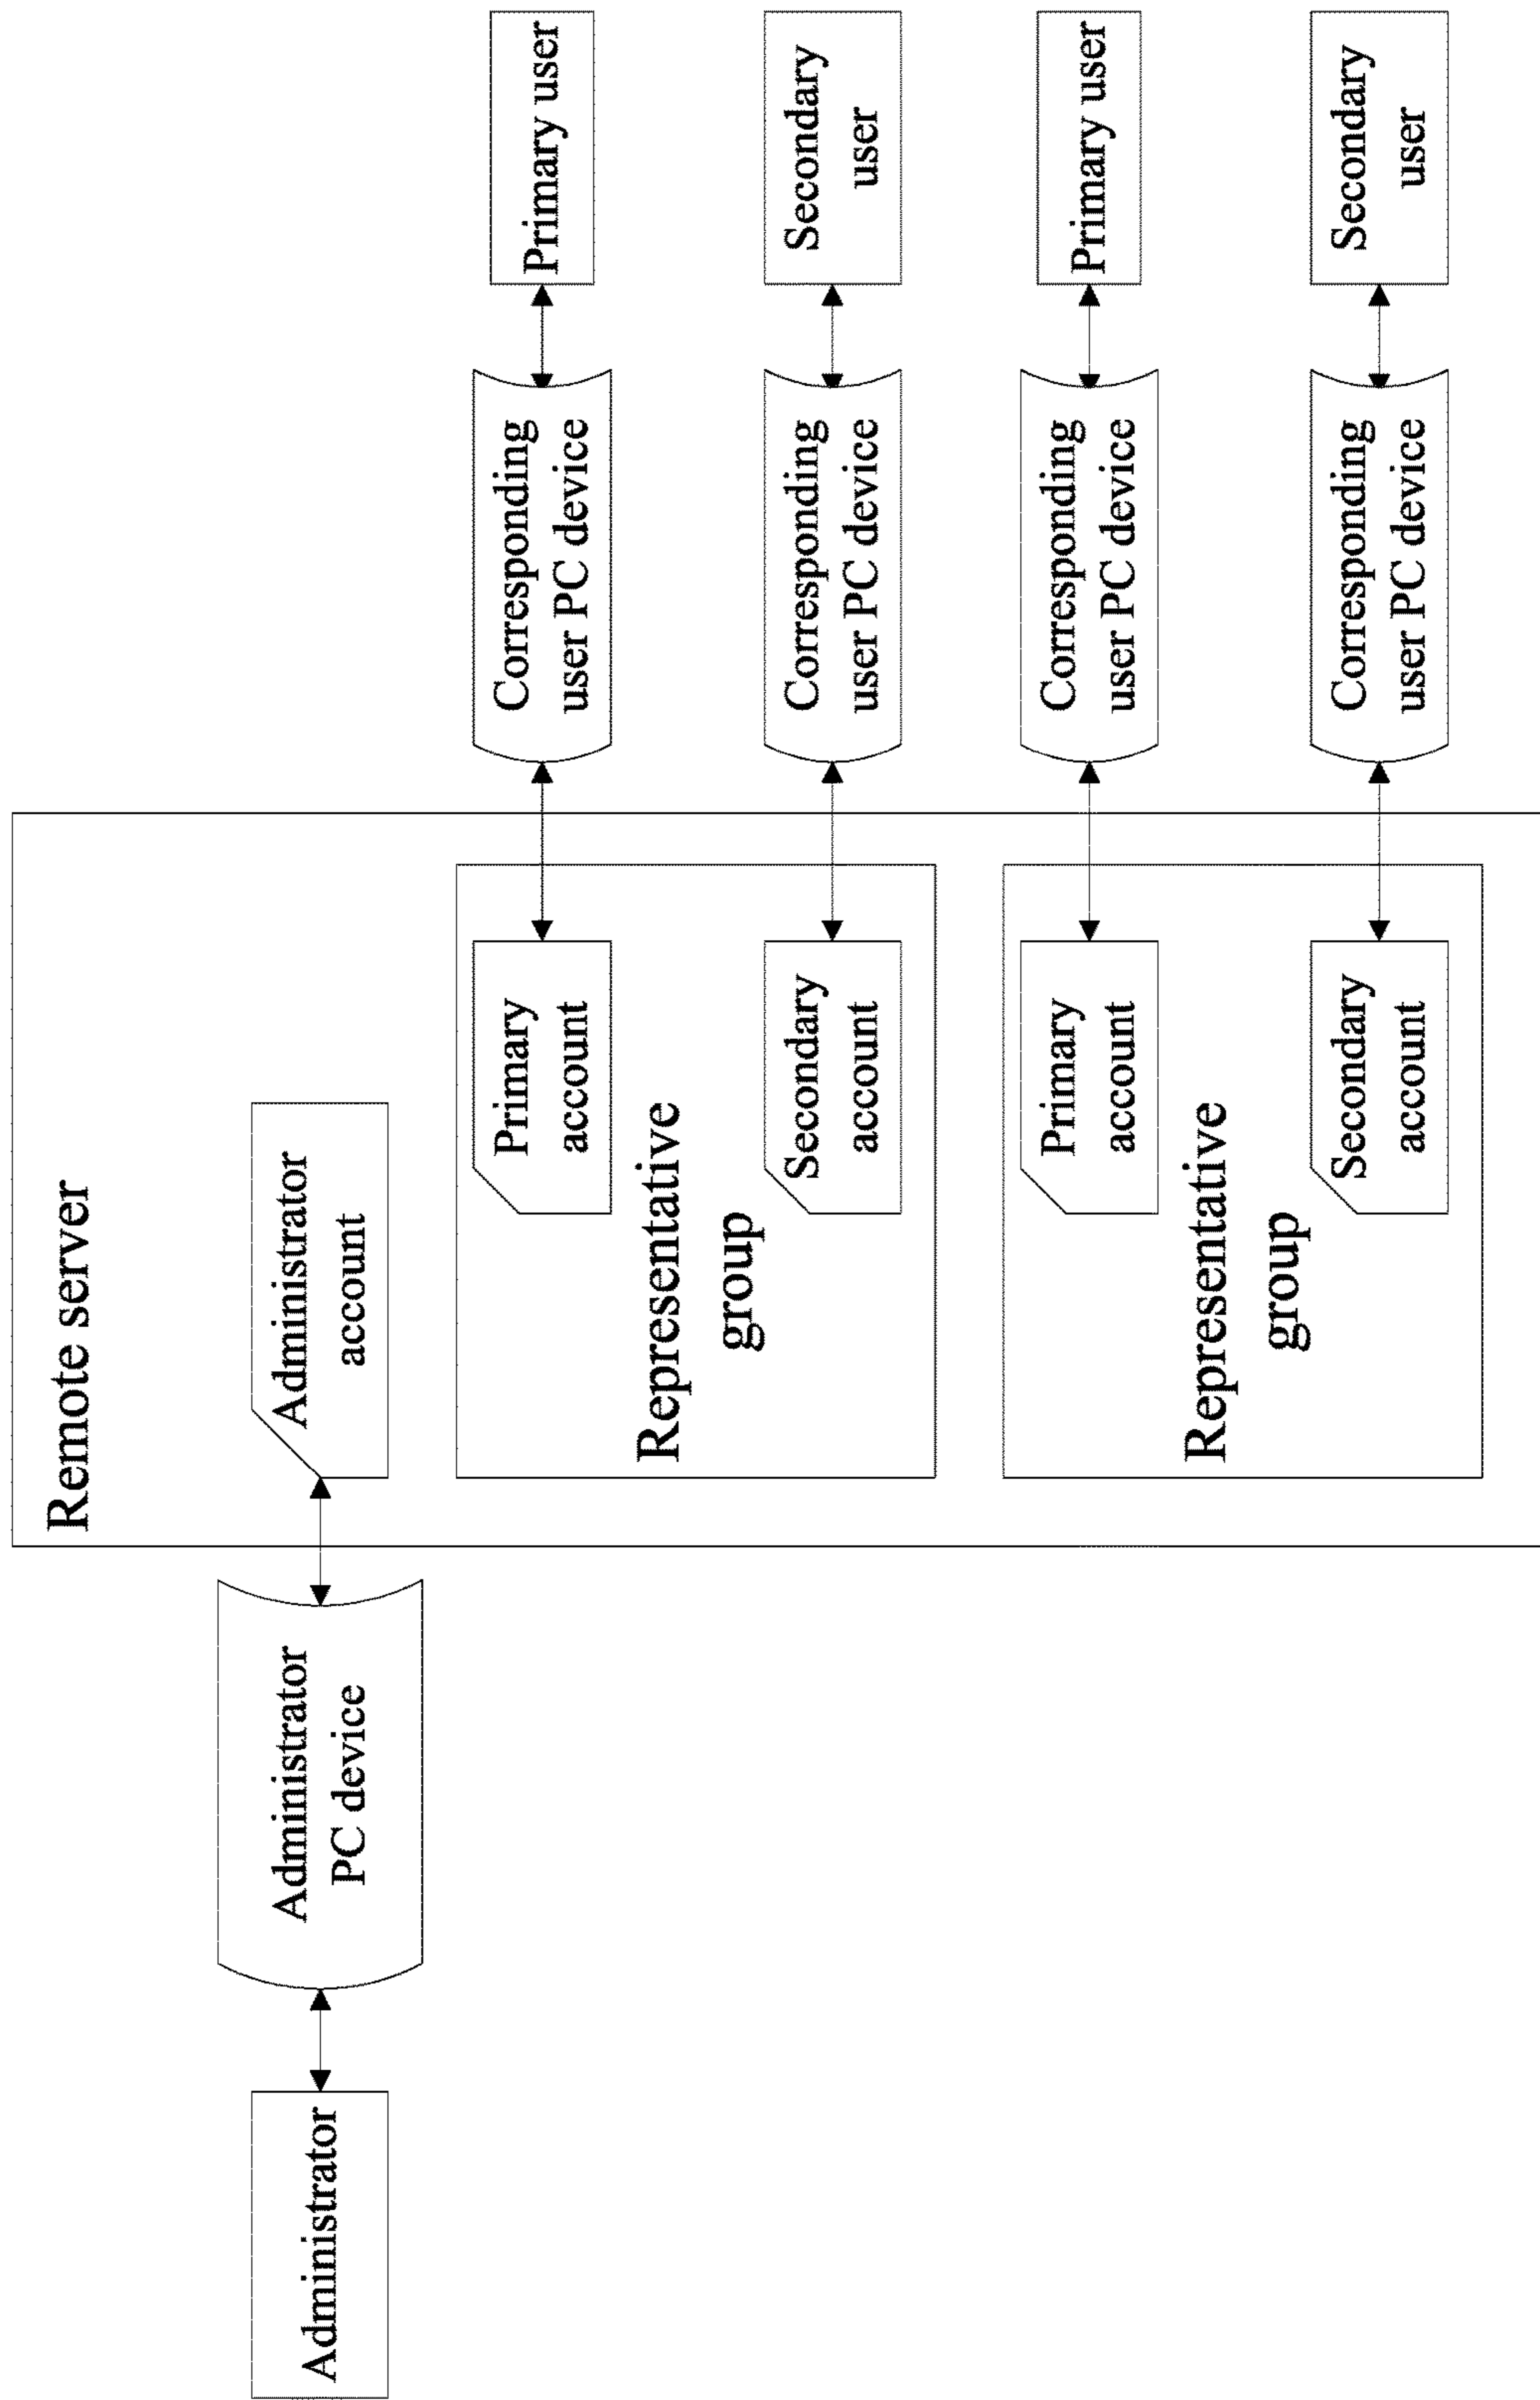 Remote server
Administrator
Administrator
PC device
Administrator
account
Primary
account
Corresponding
user PC device
Primary user
Representative
group
Secondary
account
Corresponding
user PC device
Secondary
user
Primary
account
Corresponding
user PC device
Primary user
Representative
group
Secondary
account
Corresponding
user PC device
Secondary
user